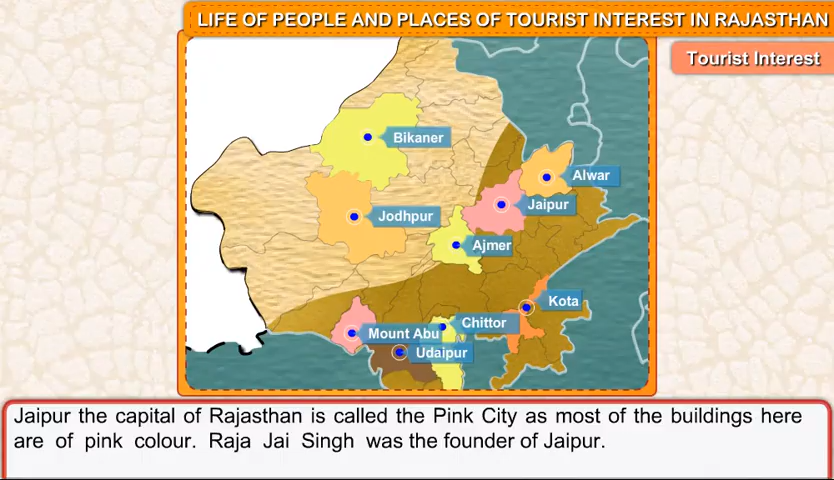 LIFE OF PEOPLE AND PLACES OF TOURIST INTEREST IN RAJASTHAN
Tourist Interest
Bikaner
Alwar
Jaipur
Jodhpur
Ajmer
Kota
Chittor
Mount Abu
Udaipur
Jaipur the capital of Rajasthan is called the Pink City as most of the buildings here
are of pink colour. Raja Jai Singh was the founder of Jaipur.